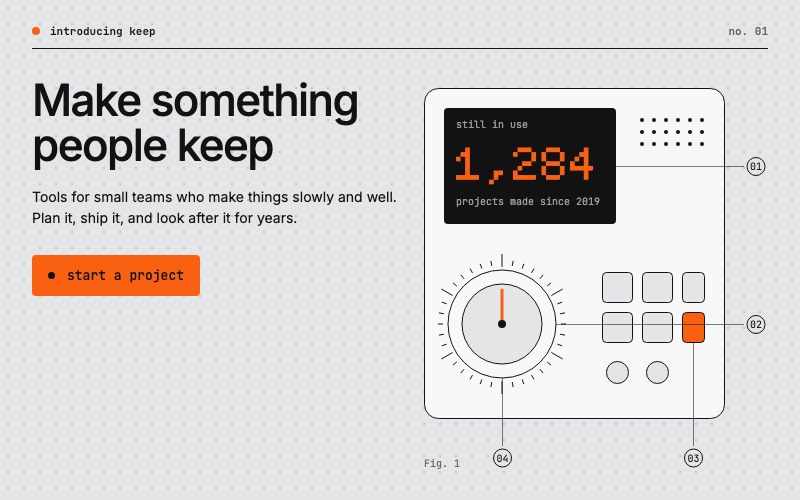 introducing keep
no. 01
Make something
people keep
Tools for small teams who make things slowly and well.
Plan it, ship it, and look after it for years.
start a project
still in use
1,284
projects made since 2019
01
02
03
04
Fig. 1